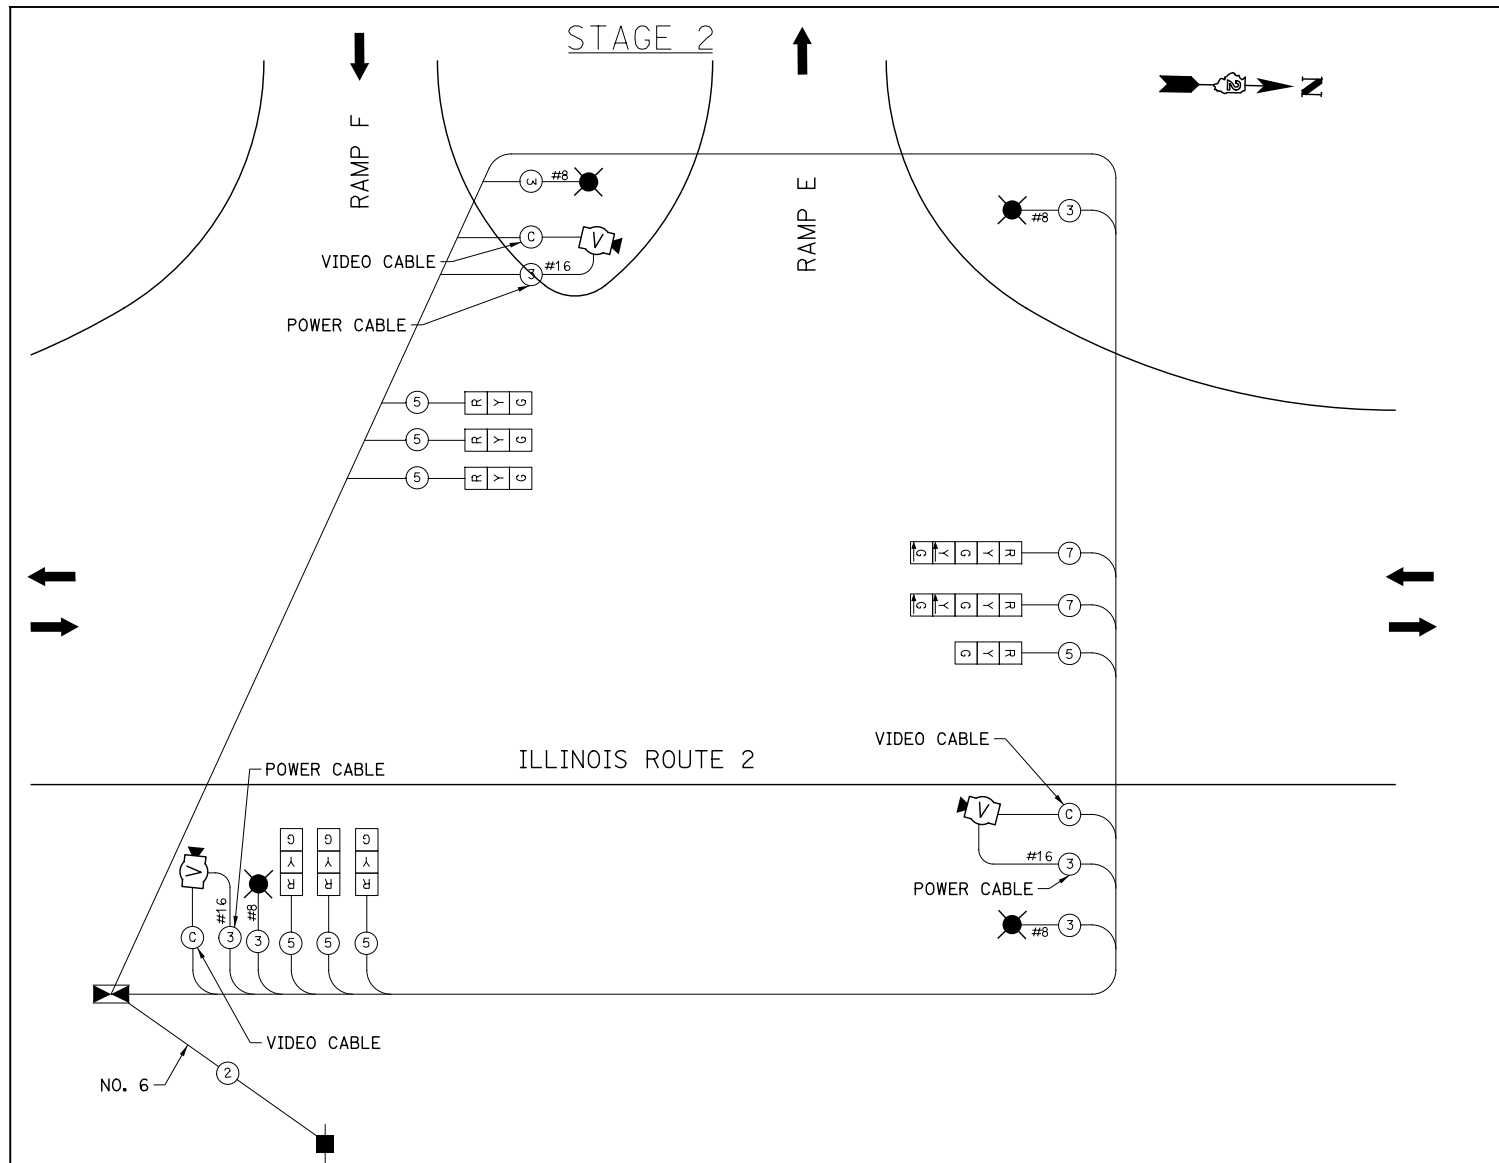 STAGE 2
RAMP F
RAMP E
2 N
3 #8
#8 3
C V
VIDEO CABLE
#16
3
POWER CABLE
5 R Y G
5 R Y G
5 R Y G
G Y G Y R 7
G Y G Y R 7
G Y R 5
VIDEO CABLE
ILLINOIS ROUTE 2
POWER CABLE
V C
#16 3
POWER CABLE
#8 3
G Y R
G Y R
G Y R
V
#16
#8
C 3 3 5 5 5
VIDEO CABLE
NO. 6
2